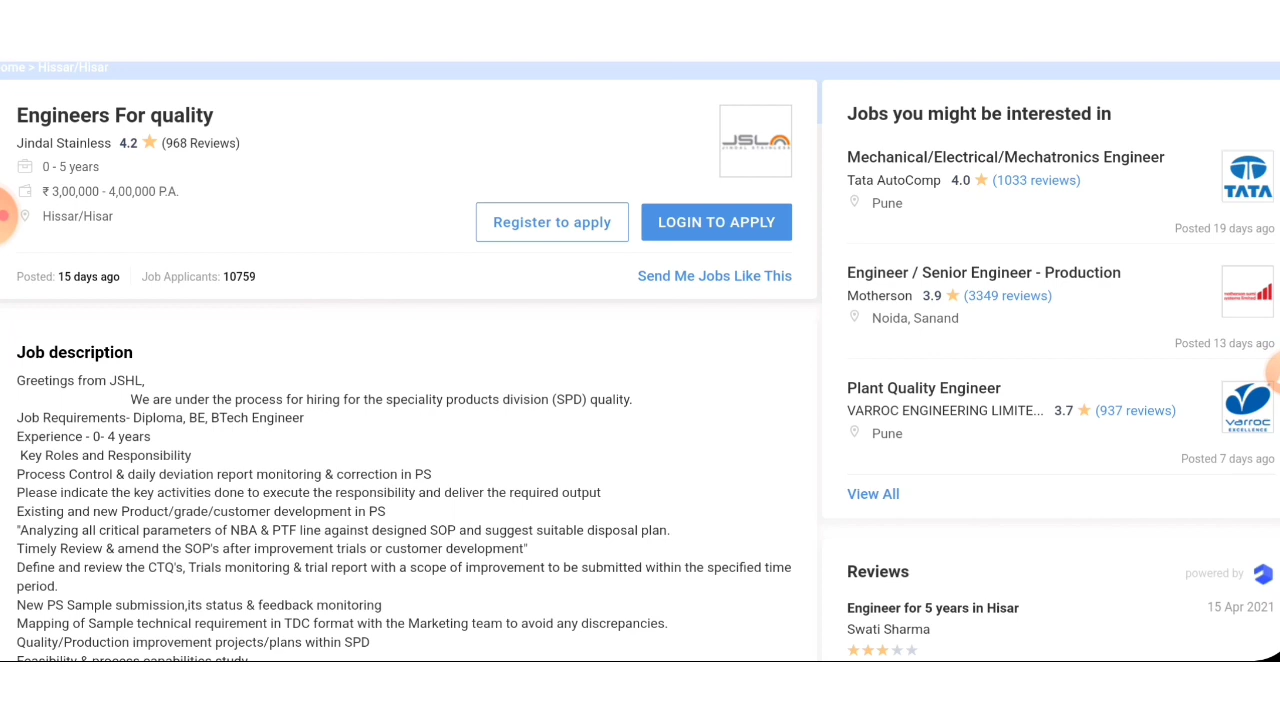 ome > Hissar/Hisar
Engineers For quality
Jindal Stainless 4.2 (968 Reviews)
0 - 5 years
₹ 3,00,000 - 4,00,000 P.A.
Hissar/Hisar
JSL
JINDAL STAINLESS
Register to apply
LOGIN TO APPLY
Posted: 15 days ago
Job Applicants: 10759
Send Me Jobs Like This
Job description
Greetings from JSHL,
We are under the process for hiring for the speciality products division (SPD) quality.
Job Requirements- Diploma, BE, BTech Engineer
Experience - 0- 4 years
Key Roles and Responsibility
Process Control & daily deviation report monitoring & correction in PS
Please indicate the key activities done to execute the responsibility and deliver the required output
Existing and new Product/grade/customer development in PS
"Analyzing all critical parameters of NBA & PTF line against designed SOP and suggest suitable disposal plan.
Timely Review & amend the SOP's after improvement trials or customer development"
Define and review the CTQ's, Trials monitoring & trial report with a scope of improvement to be submitted within the specified time
period.
New PS Sample submission,its status & feedback monitoring
Mapping of Sample technical requirement in TDC format with the Marketing team to avoid any discrepancies.
Quality/Production improvement projects/plans within SPD
Feasibility & process capabilities study
Jobs you might be interested in
Mechanical/Electrical/Mechatronics Engineer
Tata AutoComp 4.0 (1033 reviews)
Pune
TATA
Posted 19 days ago
Engineer / Senior Engineer - Production
Motherson 3.9 (3349 reviews)
Noida, Sanand
Posted 13 days ago
Plant Quality Engineer
VARROC ENGINEERING LIMITE... 3.7 (937 reviews)
Pune
varroc
EXCELLENCE
Posted 7 days ago
View All
Reviews
powered by
Engineer for 5 years in Hisar
15 Apr 2021
Swati Sharma